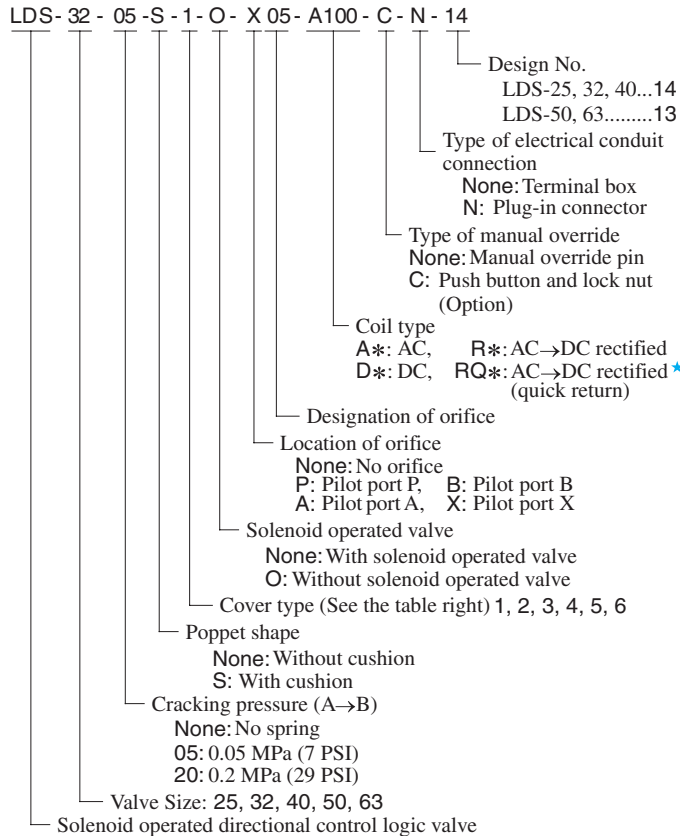 LDS - 32 - 05 - S - 1 - O - X 05 - A100 - C - N - 14
Design No.
LDS-25, 32, 40...14
LDS-50, 63.........13
Type of electrical conduit
connection
None: Terminal box
N: Plug-in connector
Type of manual override
None: Manual override pin
C: Push button and lock nut
(Option)
Coil type
A*: AC, R*: AC→DC rectified
D*: DC, RQ*: AC→DC rectified ★
(quick return)
Designation of orifice
Location of orifice
None: No orifice
P: Pilot port P, B: Pilot port B
A: Pilot port A, X: Pilot port X
Solenoid operated valve
None: With solenoid operated valve
O: Without solenoid operated valve
Cover type (See the table right) 1, 2, 3, 4, 5, 6
Poppet shape
None: Without cushion
S: With cushion
Cracking pressure (A→B)
None: No spring
05: 0.05 MPa (7 PSI)
20: 0.2 MPa (29 PSI)
Valve Size: 25, 32, 40, 50, 63
Solenoid operated directional control logic valve